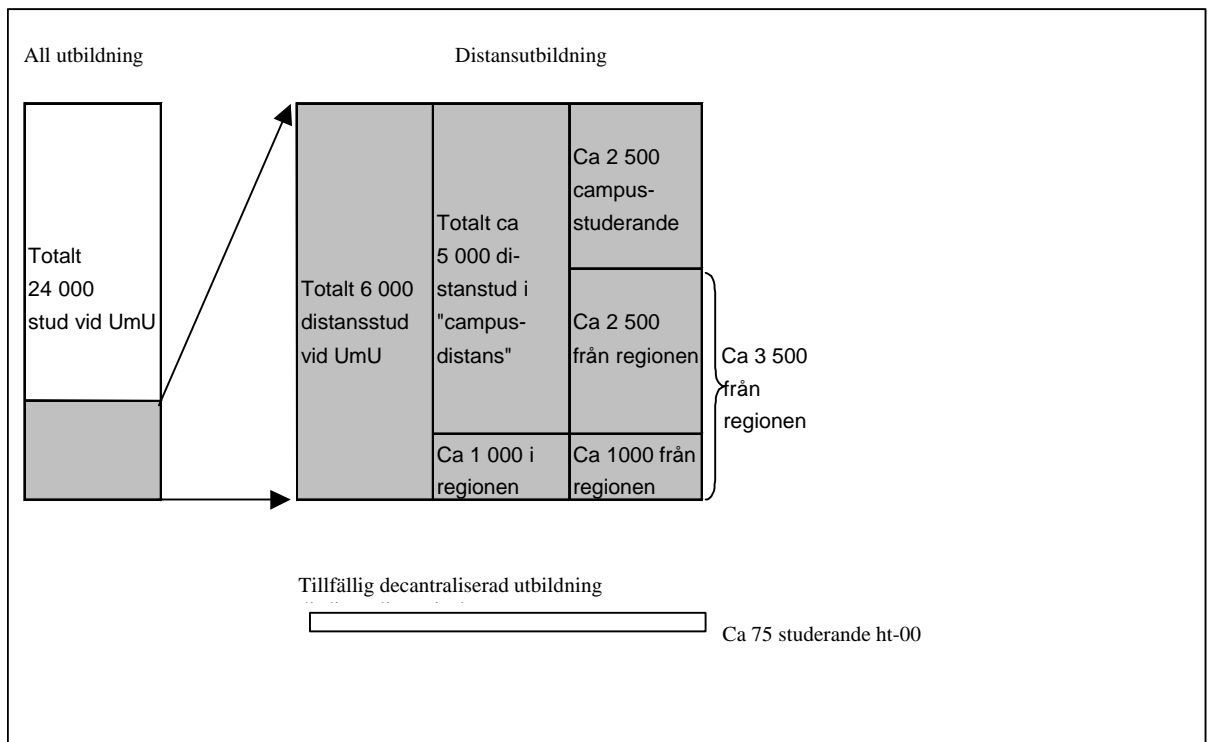 All utbildning
Distansutbildning
Totalt
24 000
stud vid UmU
Totalt 6 000
distansstud
vid UmU
Totalt ca
5 000 di-
stanstud i
"campus-
distans"
Ca 1 000 i
regionen
Ca 2 500
campus-
studerande
Ca 2 500
från regionen
Ca 1000 från
regionen
Ca 3 500
från
regionen
Tillfällig decantraliserad utbildning
Ca 75 studerande ht-00